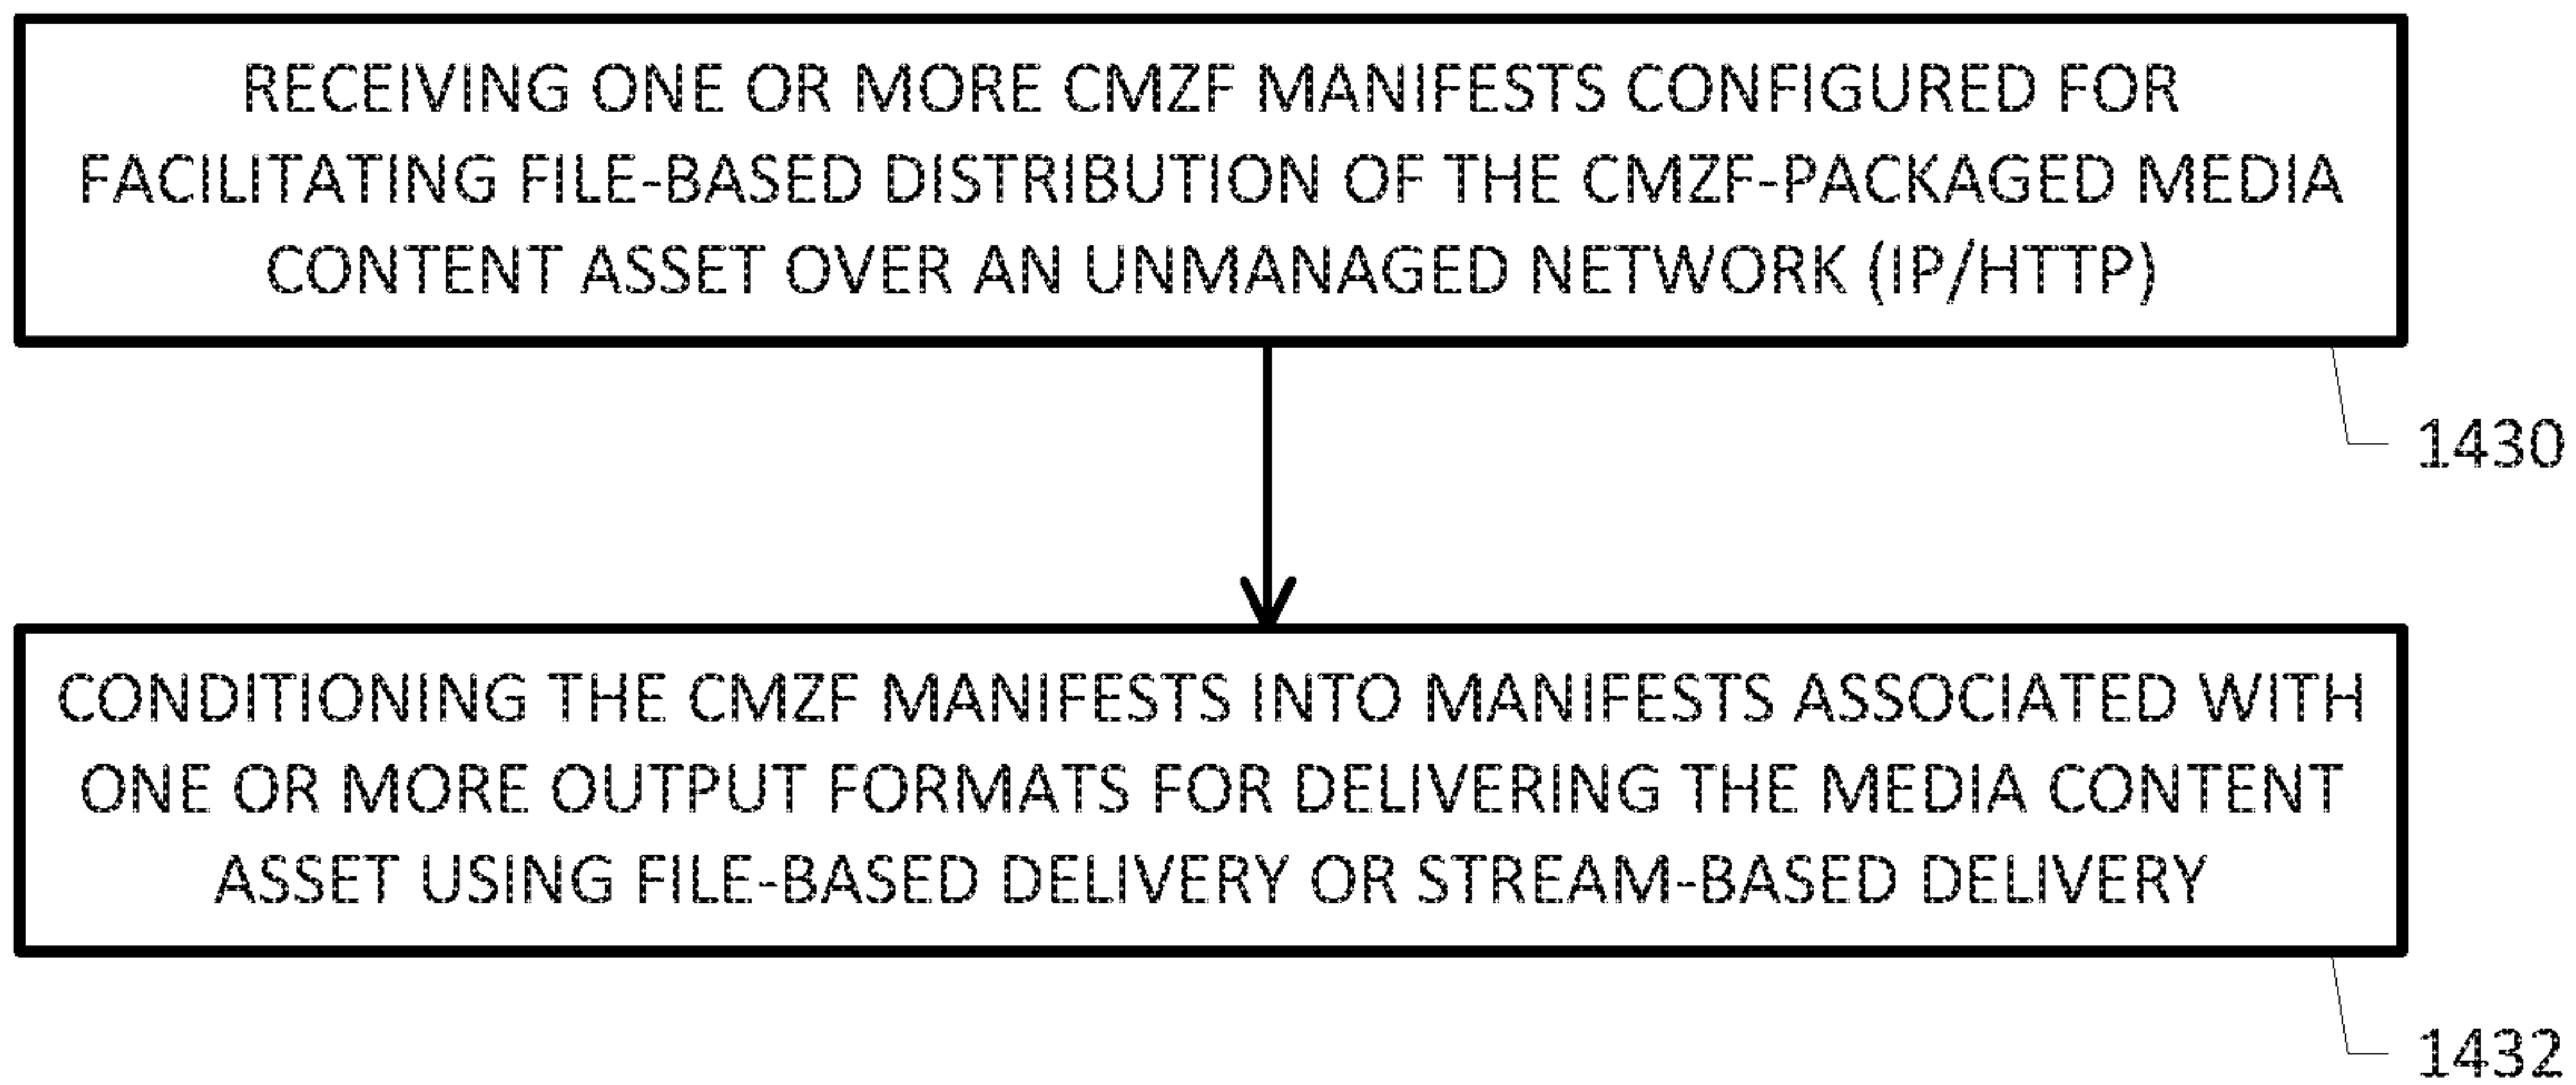 RECEIVING ONE OR MORE CMZF MANIFESTS CONFIGURED FOR
FACILITATING FILE-BASED DISTRIBUTION OF THE CMZF-PACKAGED MEDIA
CONTENT ASSET OVER AN UNMANAGED NETWORK (IP/HTTP)
1430
CONDITIONING THE CMZF MANIFESTS INTO MANIFESTS ASSOCIATED WITH
ONE OR MORE OUTPUT FORMATS FOR DELIVERING THE MEDIA CONTENT
ASSET USING FILE-BASED DELIVERY OR STREAM-BASED DELIVERY
1432